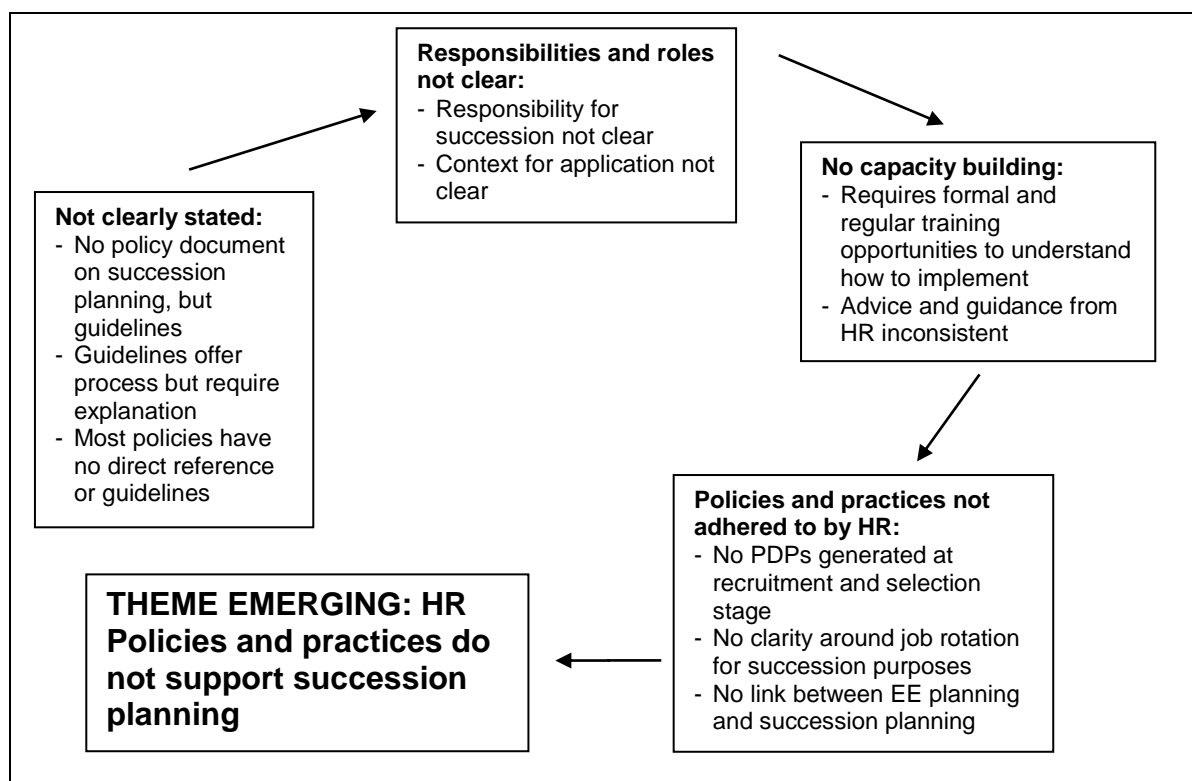 Responsibilities and roles
not clear:
- Responsibility for
succession not clear
- Context for application not
clear
No capacity building:
- Requires formal and
regular training
opportunities to understand
how to implement
- Advice and guidance from
HR inconsistent
Not clearly stated:
- No policy document
on succession
planning, but
guidelines
- Guidelines offer
process but require
explanation
- Most policies have
no direct reference
or guidelines
Policies and practices not
adhered to by HR:
- No PDPs generated at
recruitment and selection
stage
- No clarity around job rotation
for succession purposes
- No link between EE planning
and succession planning
THEME EMERGING: HR
Policies and practices do
not support succession
planning